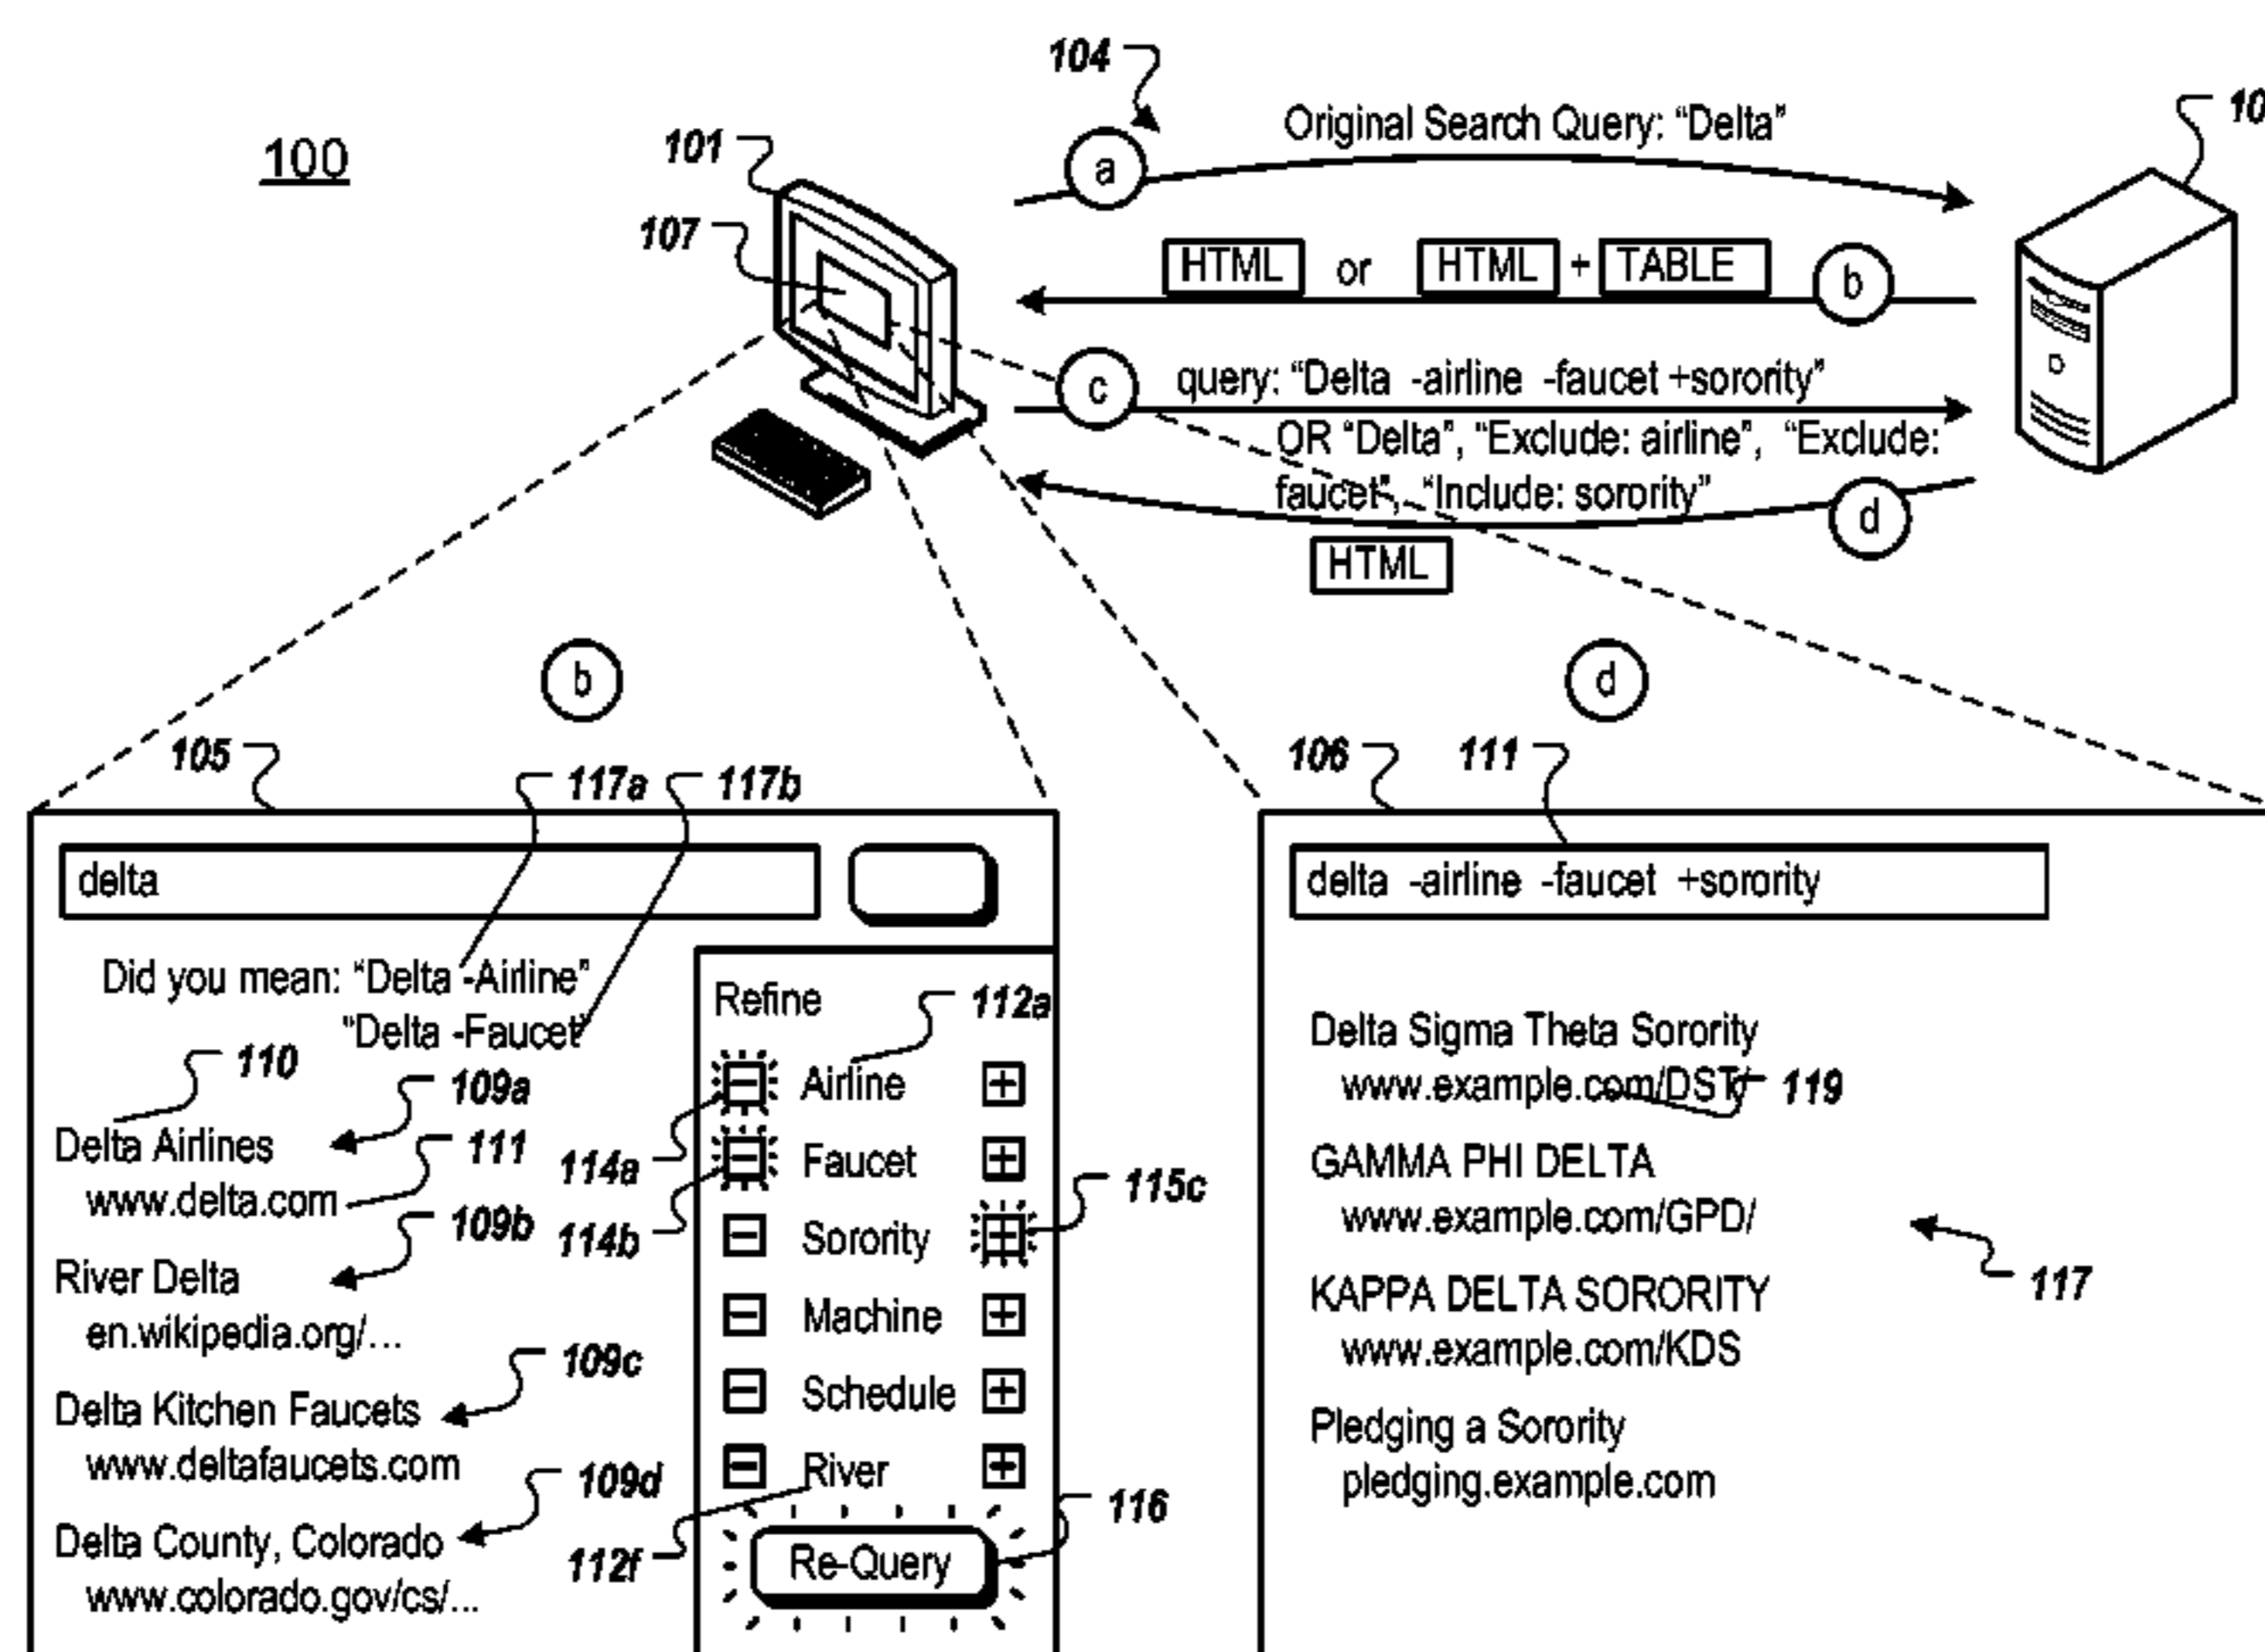 100
104
Original Search Query: “Delta”
101
a
107
HTML or HTML + TABLE b
c query: “Delta -airline -faucet +sorority”
OR “Delta”, “Exclude: airline”, “Exclude:
faucet”, “Include: sorority”
d
HTML
b
105
117a
117b
delta
Did you mean: “Delta -Airline”
“Delta -Faucet”
110
109a
Delta Airlines
www.delta.com
111
109b
River Delta
en.wikipedia.org/...
109c
Delta Kitchen Faucets
www.deltafaucets.com
109d
Delta County, Colorado
www.colorado.gov/cs/...
Refine
112a
− Airline +
114a
− Faucet +
114b
− Sorority +
115c
− Machine +
− Schedule +
− River +
112f
Re-Query
116
d
106
111
delta -airline -faucet +sorority
Delta Sigma Theta Sorority
www.example.com/DST/
119
GAMMA PHI DELTA
www.example.com/GPD/
117
KAPPA DELTA SORORITY
www.example.com/KDS
Pledging a Sorority
pledging.example.com